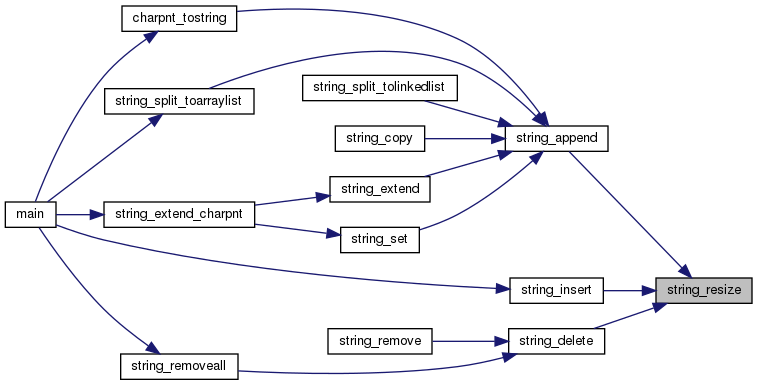 charpnt_tostring
string_split_tolinkedlist
string_split_toarraylist
string_copy
string_append
string_extend
main
string_extend_charpnt
string_set
string_insert
string_resize
string_remove
string_delete
string_removeall